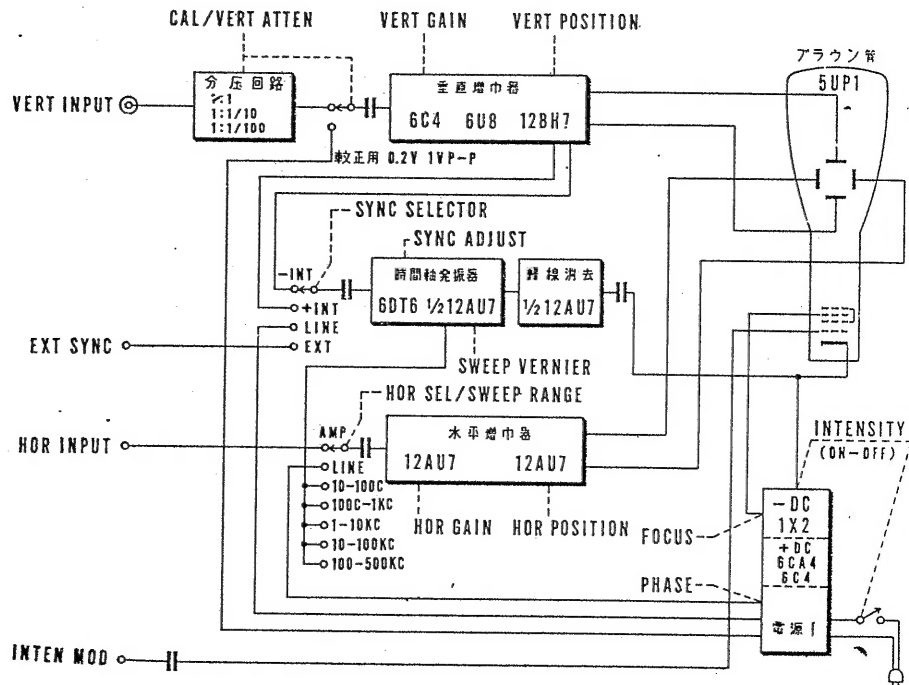 CAL/VERT ATTEN
VERT GAIN
VERT POSITION
ブラウン管
5UP1
VERT INPUT
分圧回路
1:1
1:1/10
1:1/100
垂直増巾器
6C4 6U8 12BH7
較正用 0.2V 1VP-P
SYNC SELECTOR
SYNC ADJUST
-INT
+INT
LINE
EXT
時間軸発振器
6DT6 ½12AU7
帰線消去
½12AU7
EXT SYNC
SWEEP VERNIER
HOR SEL/SWEEP RANGE
HOR INPUT
AMP
LINE
10-100C
100C-1KC
1-10KC
10-100KC
100-500KC
水平増巾器
12AU7 12AU7
HOR GAIN
HOR POSITION
INTENSITY
(ON-OFF)
FOCUS
-DC
1X2
+DC
6CA4
6C4
PHASE
電源
INTEN MOD